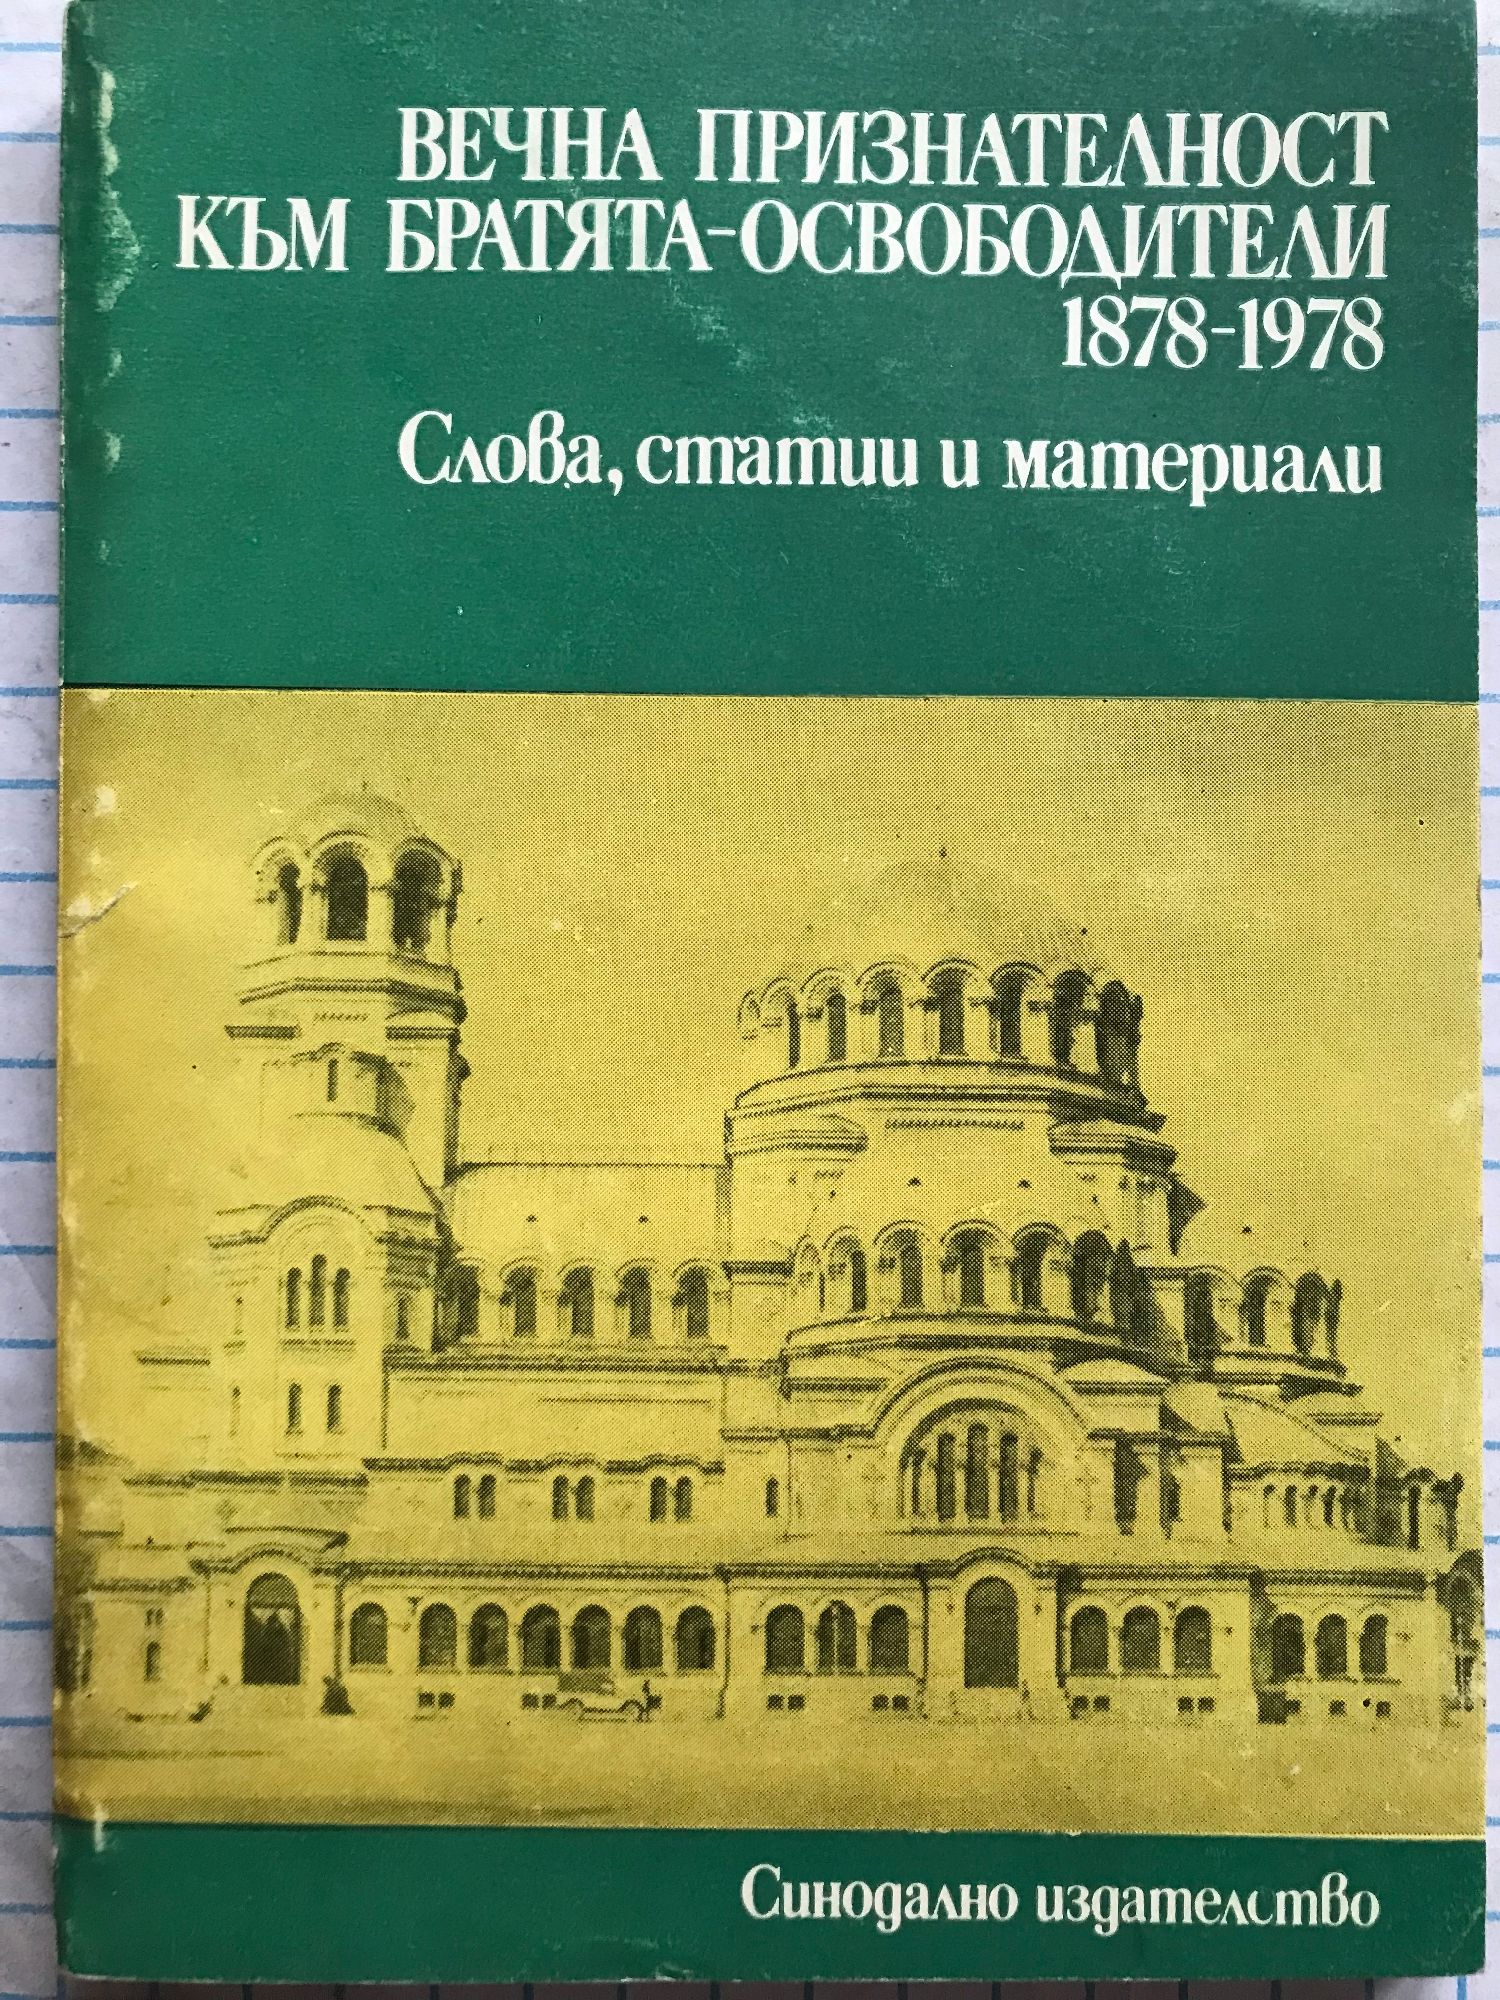 ВЕЧНА ПРИЗНАТЕЛНОСТ
КЪМ БРАТЯТА-ОСВОБОДИТЕЛИ
1878-1978
Слова, статии и материали
Синодално издателство